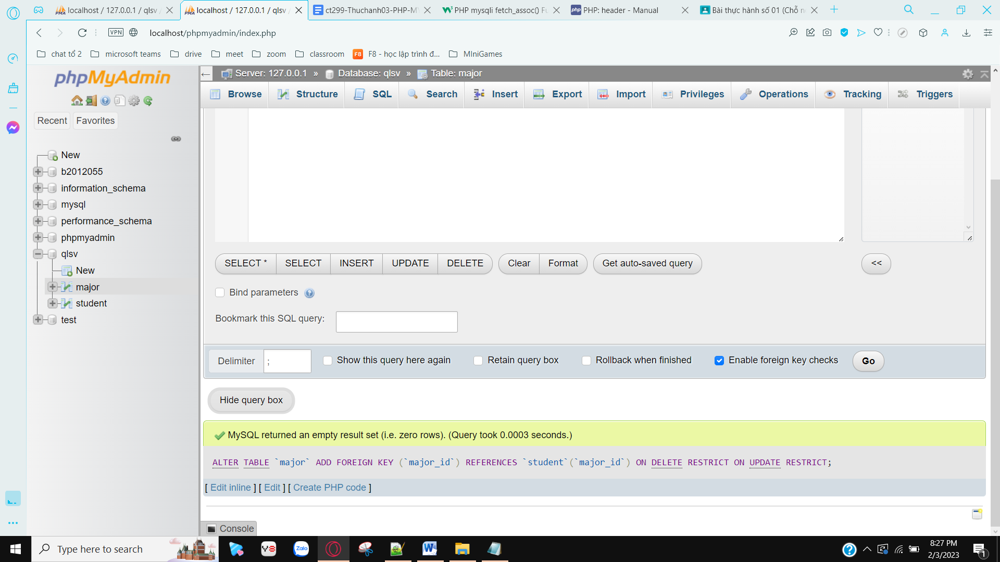 localhost / 127.0.0.1 / qlsv /
localhost / 127.0.0.1 / qlsv /
ct299-Thuchanh03-PHP-MY
PHP mysqli fetch_assoc() Fu
PHP: header - Manual
Bài thực hành số 01 (Chỗ n
VPN
localhost/phpmyadmin/index.php
chat tổ 2
microsoft teams
drive
meet
zoom
classroom
F8
F8 - học lập trình đ...
MIniGames
phpMyAdmin
Recent
Favorites
New
b2012055
information_schema
mysql
performance_schema
phpmyadmin
qlsv
New
major
student
test
Server: 127.0.0.1 » Database: qlsv » Table: major
Browse
Structure
SQL
Search
Insert
Export
Import
Privileges
Operations
Tracking
Triggers
SELECT *
SELECT
INSERT
UPDATE
DELETE
Clear
Format
Get auto-saved query
<<
Bind parameters
Bookmark this SQL query:
Delimiter
;
Show this query here again
Retain query box
Rollback when finished
Enable foreign key checks
Go
Hide query box
MySQL returned an empty result set (i.e. zero rows). (Query took 0.0003 seconds.)
ALTER TABLE `major` ADD FOREIGN KEY (`major_id`) REFERENCES `student`(`major_id`) ON DELETE RESTRICT ON UPDATE RESTRICT;
[ Edit inline ] [ Edit ] [ Create PHP code ]
Console
Type here to search
Zalo
8:27 PM
2/3/2023
1